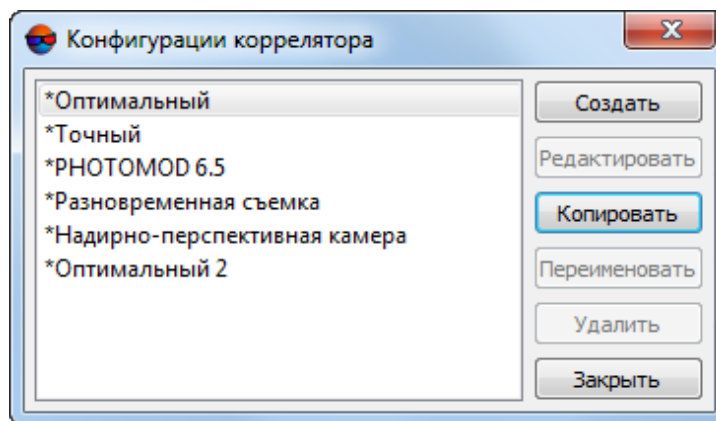 Конфигурации коррелятора
*Оптимальный
*Точный
*PHOTOMOD 6.5
*Разновременная съемка
*Надирно-перспективная камера
*Оптимальный 2
Создать
Редактировать
Копировать
Переименовать
Удалить
Закрыть